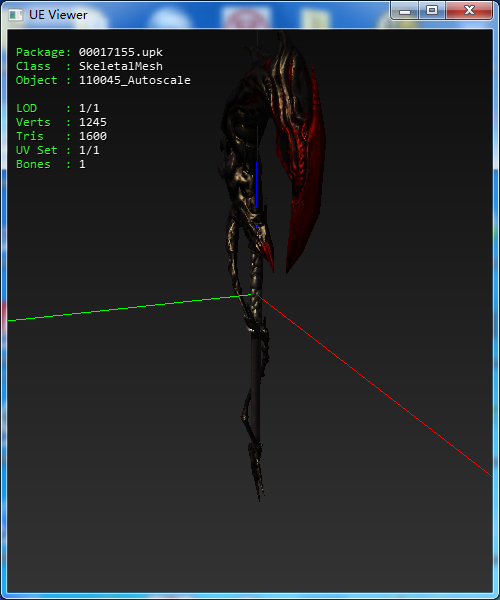 UE Viewer
Package: 00017155.upk
Class  : SkeletalMesh
Object : 110045_Autoscale
LOD    : 1/1
Verts  : 1245
Tris   : 1600
UV Set : 1/1
Bones  : 1